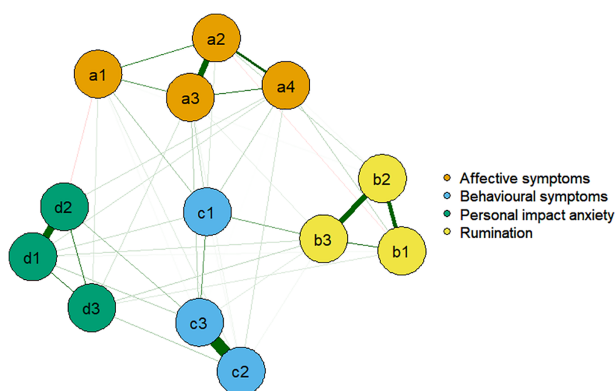 a2
a1
a4
a3
b2
c1
d2
b3
b1
d1
d3
c3
c2
Affective symptoms
Behavioural symptoms
Personal impact anxiety
Rumination